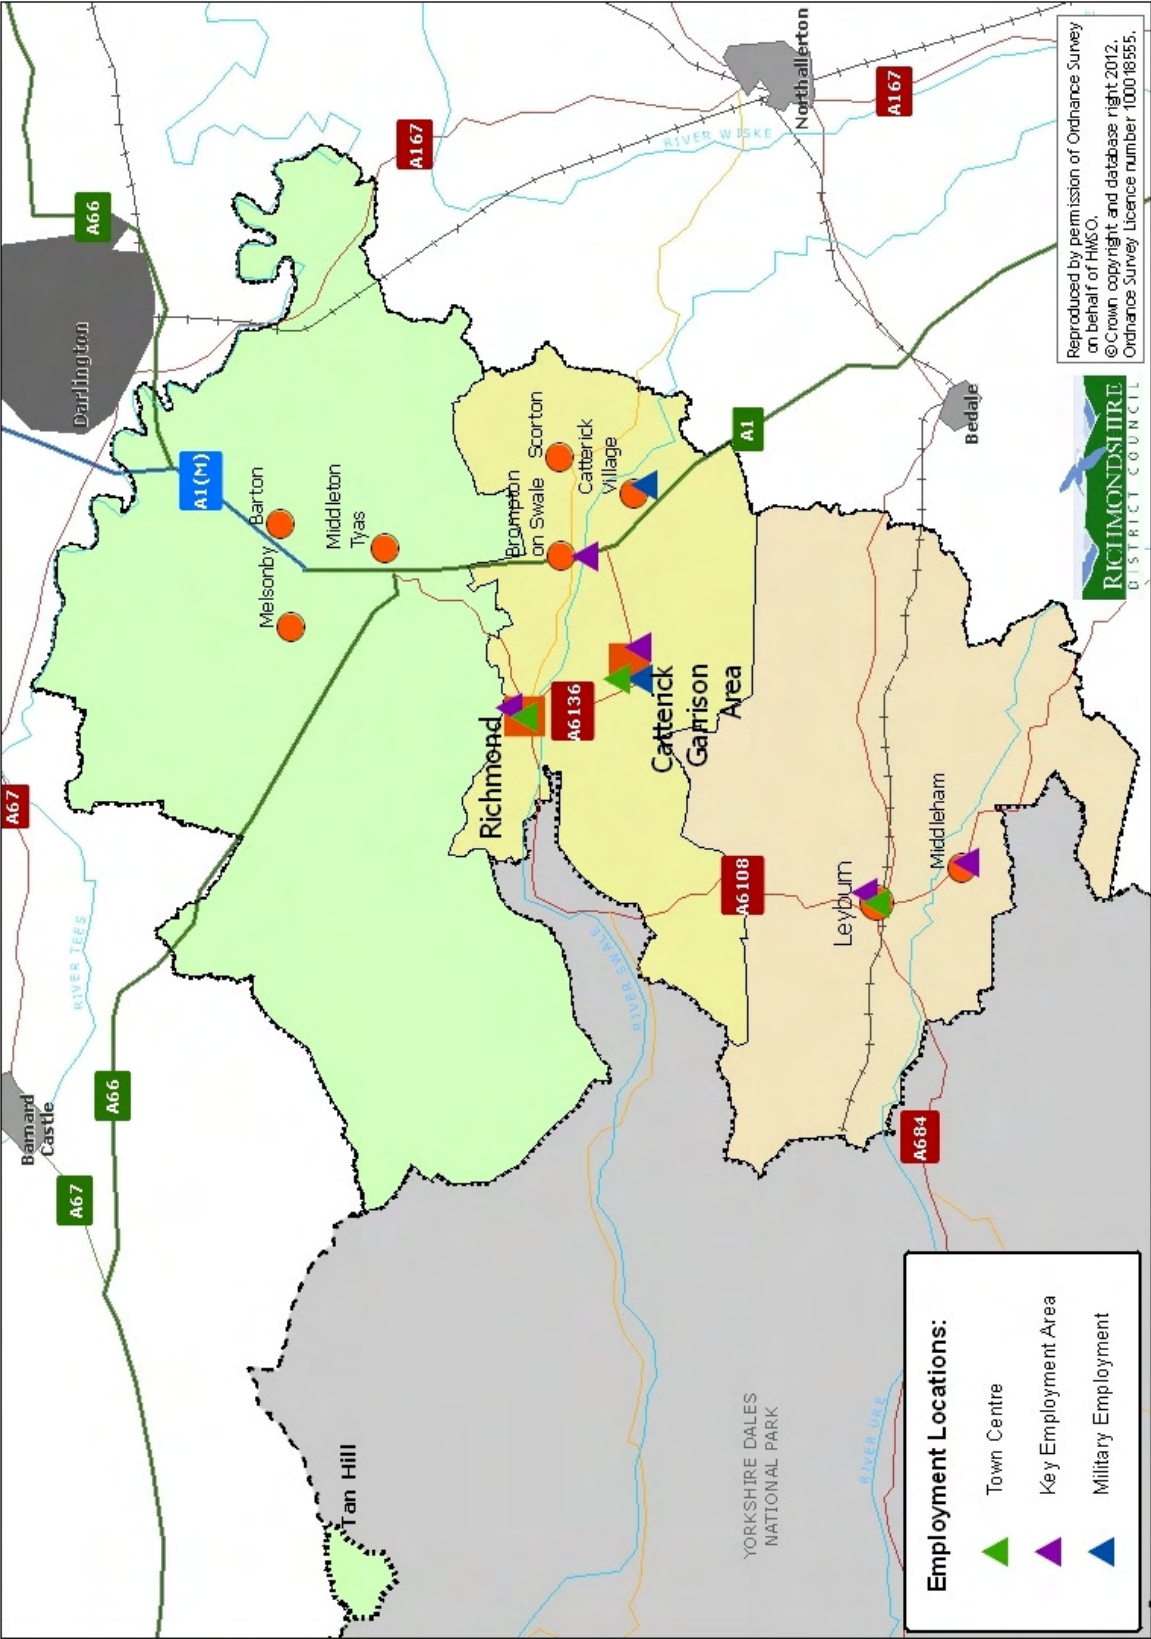 A67
Barnard
Castle
A66
A67
RIVER TEES
A66
Darlington
A1(M)
Barton
Melsonby
Middleton
Tyas
A167
RIVER WISKE
Northallerton
A167
Tan Hill
Richmond
A6136
Brompton
on Swale
Scorton
Catterick
Village
A1
Catterick
Garrison
Area
RIVER SWALE
A6108
Leyburn
Middleham
Bedale
A684
YORKSHIRE DALES
NATIONAL PARK
RIVER URE
Employment Locations:
Town Centre
Key Employment Area
Military Employment
RICHMONDSHIRE
DISTRICT COUNCIL
Reproduced by permission of Ordnance Survey
on behalf of HMSO.
©Crown copyright and database right 2012.
Ordnance Survey Licence number 100018555.